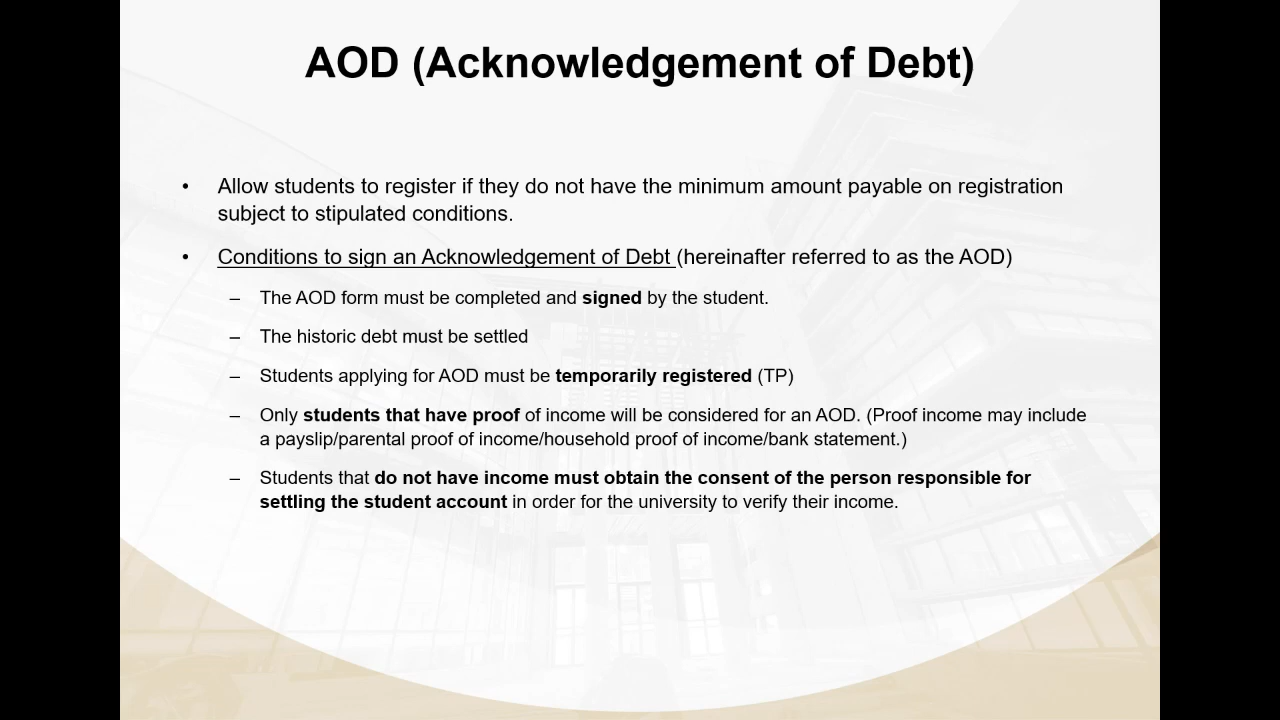 AOD (Acknowledgement of Debt)
• Allow students to register if they do not have the minimum amount payable on registration
subject to stipulated conditions.
• Conditions to sign an Acknowledgement of Debt (hereinafter referred to as the AOD)
– The AOD form must be completed and signed by the student.
– The historic debt must be settled
– Students applying for AOD must be temporarily registered (TP)
– Only students that have proof of income will be considered for an AOD. (Proof income may include
a payslip/parental proof of income/household proof of income/bank statement.)
– Students that do not have income must obtain the consent of the person responsible for
settling the student account in order for the university to verify their income.